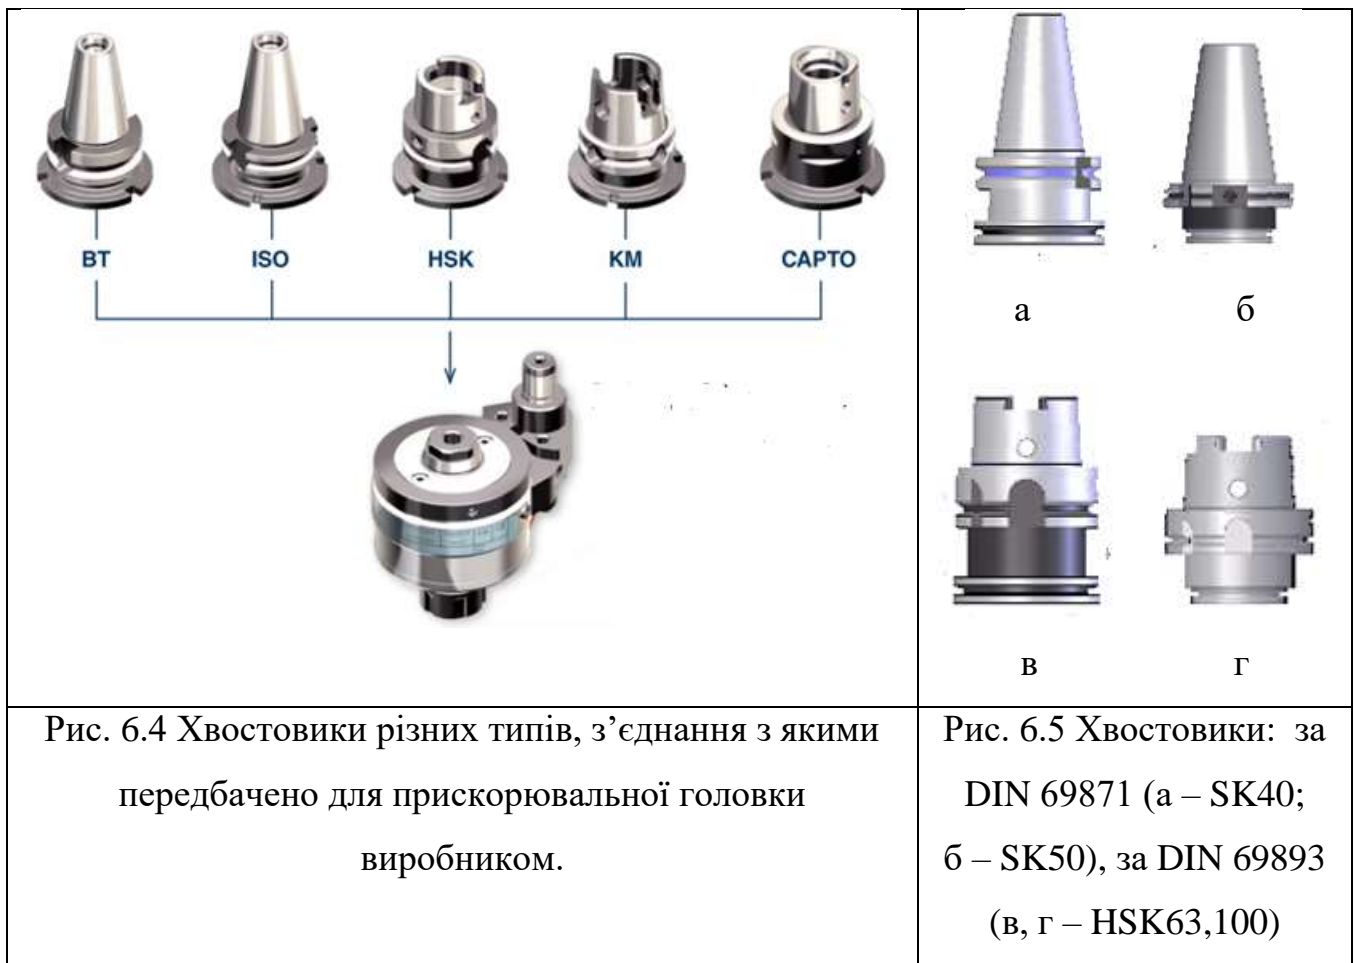 BT ISO HSK KM CAPTO
а б
в г
Рис. 6.4 Хвостовики різних типів, з’єднання з якими
передбачено для прискорювальної головки
виробником.
Рис. 6.5 Хвостовики: за
DIN 69871 (а – SK40;
б – SK50), за DIN 69893
(в, г – HSK63,100)